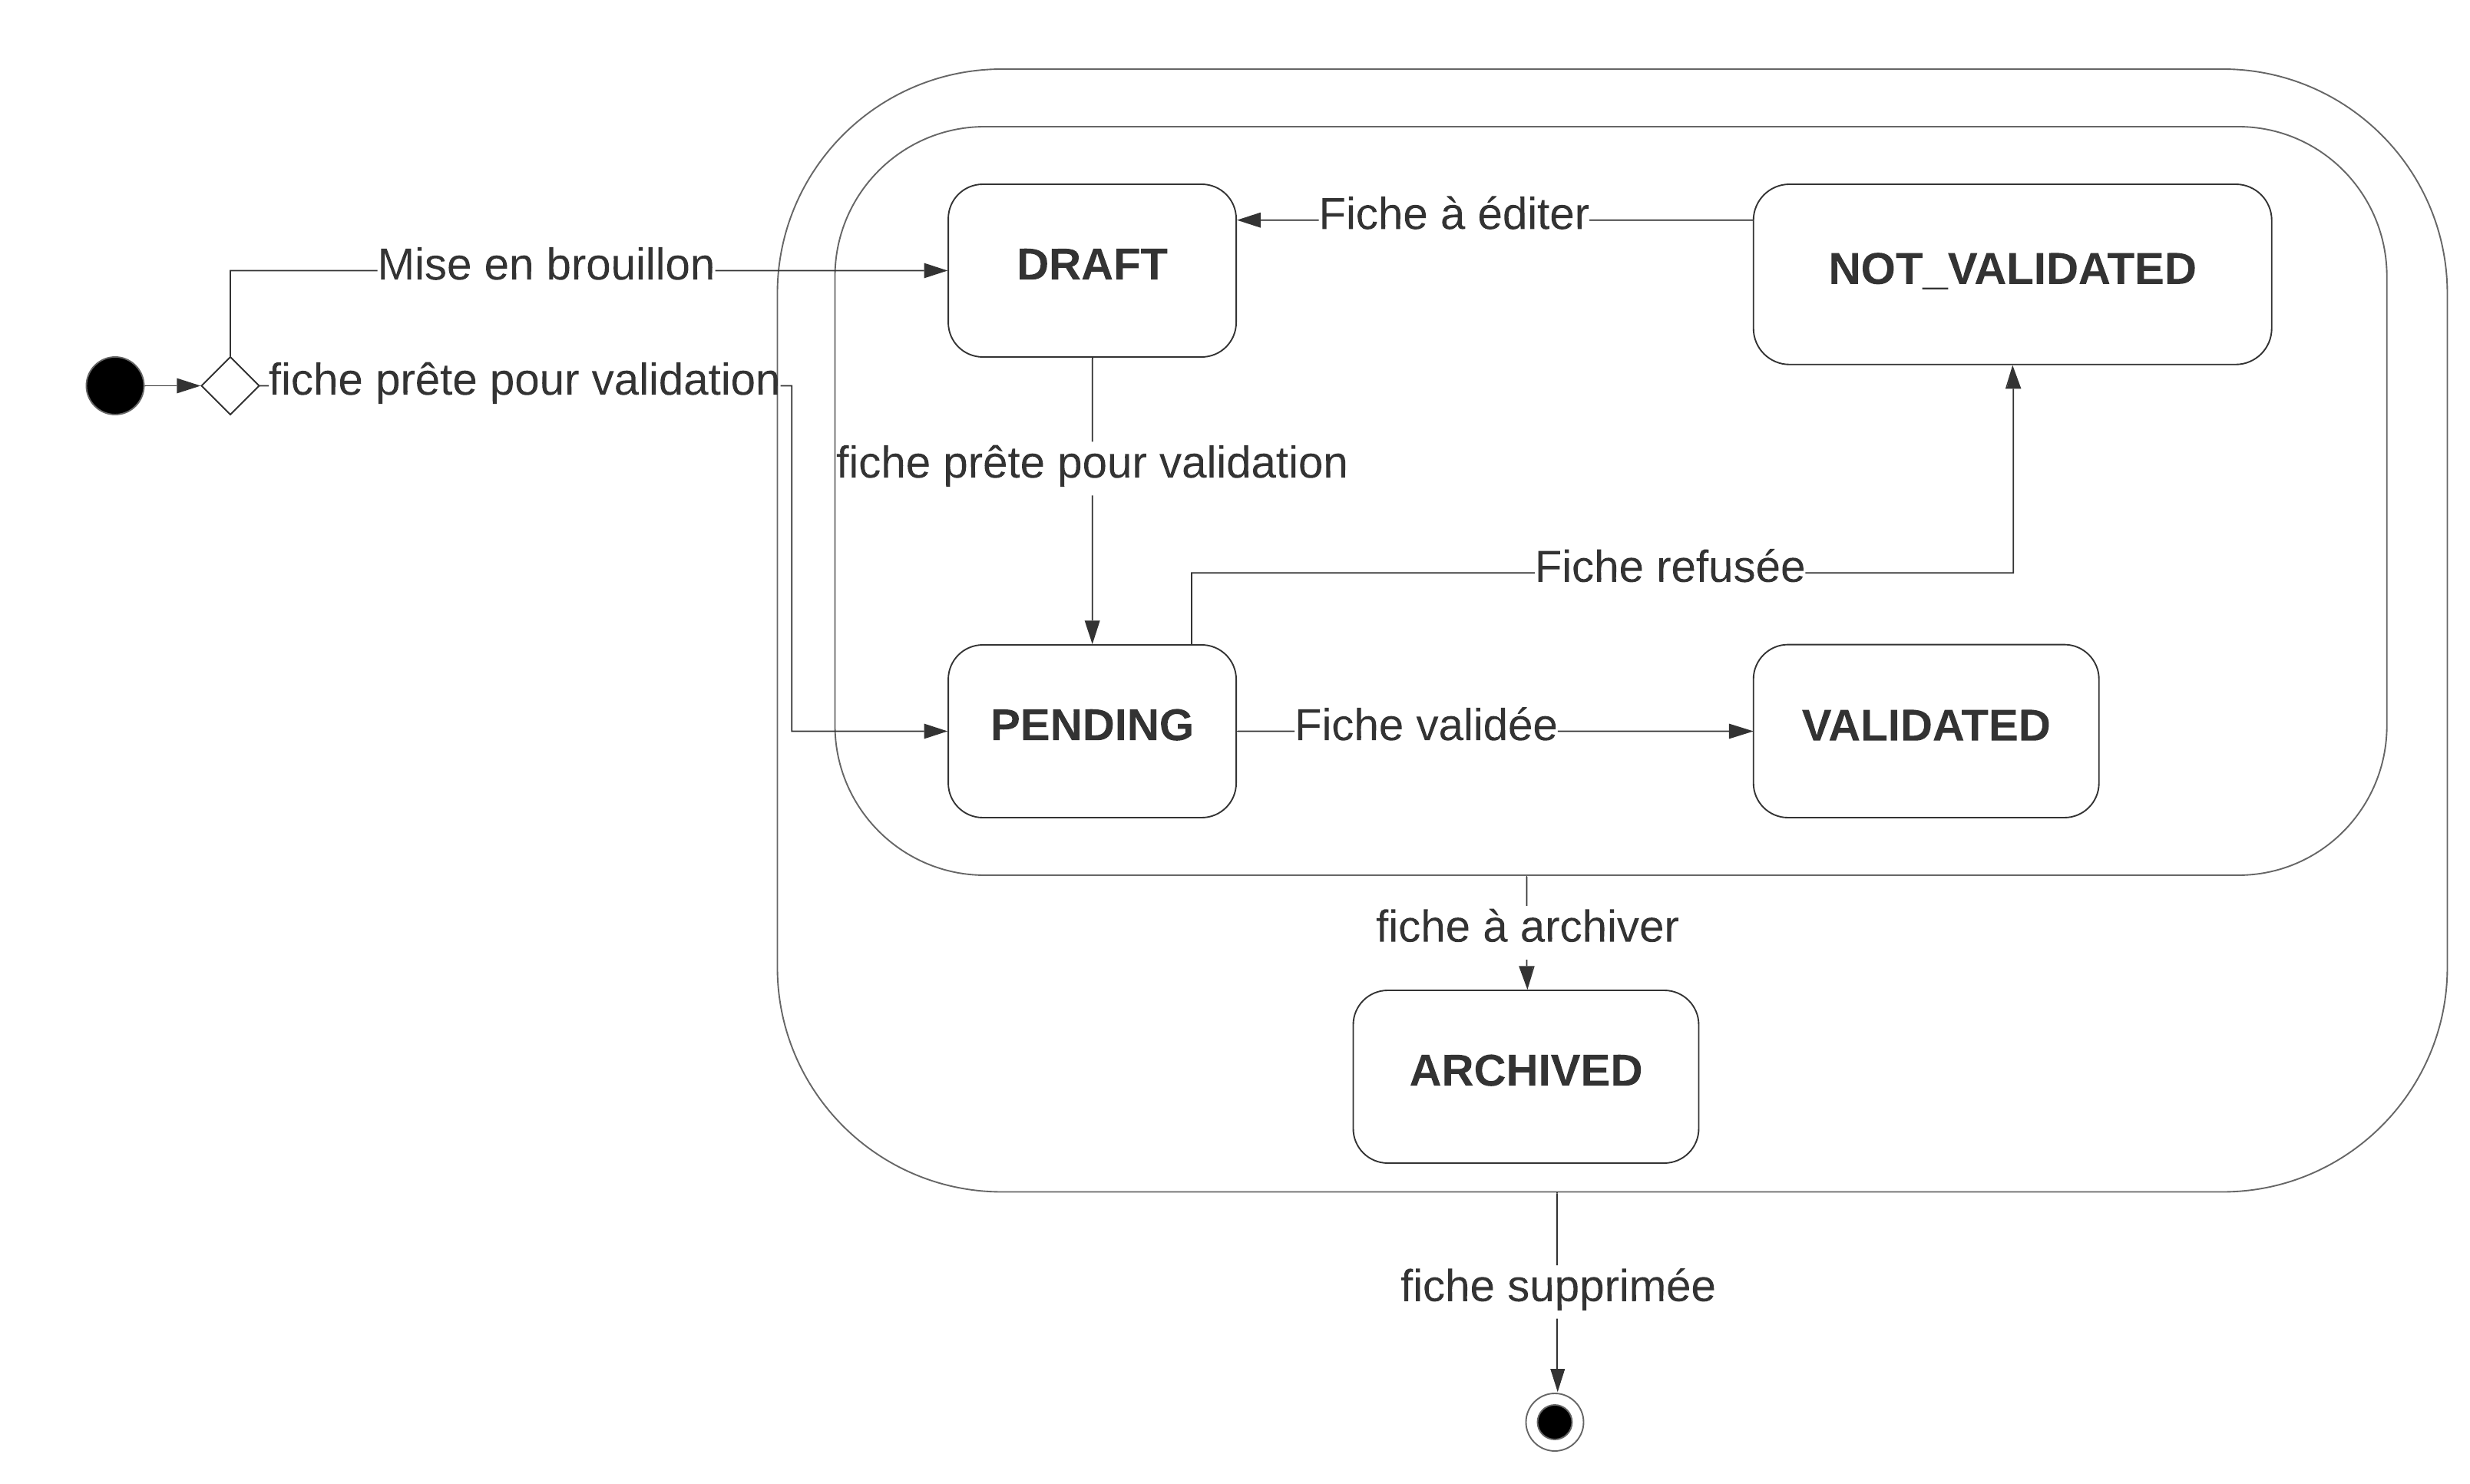 Fiche à éditer
DRAFT
NOT_VALIDATED
Mise en brouillon
fiche prête pour validation
fiche prête pour validation
Fiche refusée
PENDING
Fiche validée
VALIDATED
fiche à archiver
ARCHIVED
fiche supprimée